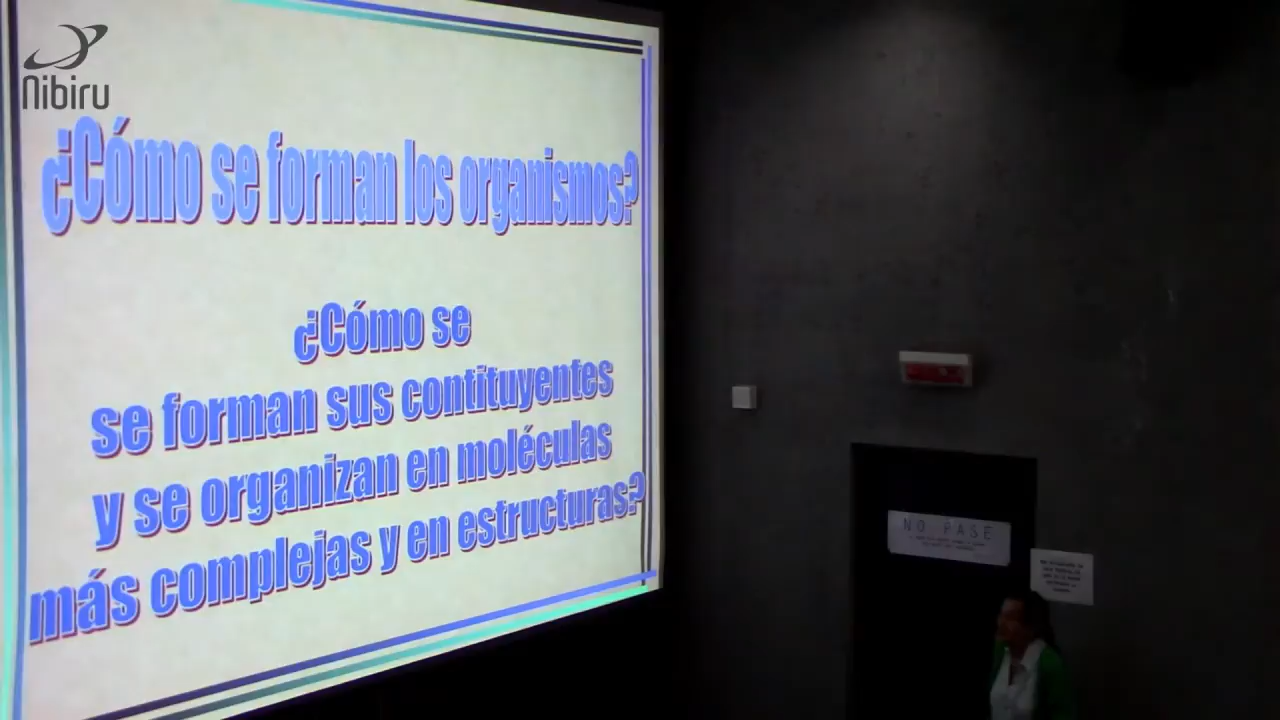 Nibiru
¿Cómo se forman los organismos?
¿Cómo se
se forman sus contituyentes
y se organizan en moléculas
más complejas y en estructuras?
NO PASE